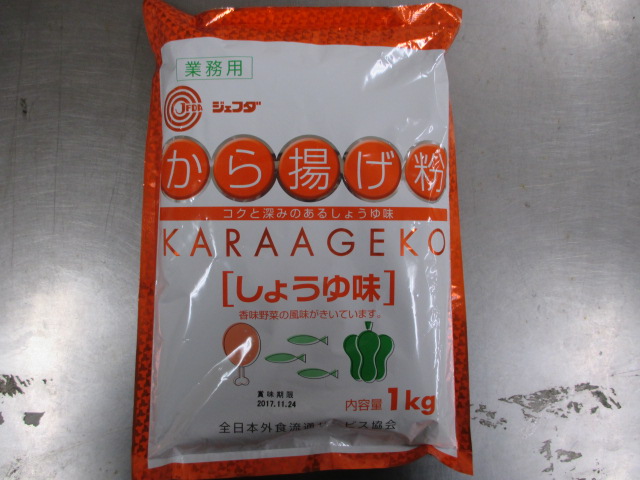 業務用
JFDA ジェフダ
から揚げ粉
コクと深みのあるしょうゆ味
KARAAGEKO
[しょうゆ味]
香味野菜の風味がきいています。
賞味期限
2017.11.24
内容量 1kg
全日本外食流通サービス協会